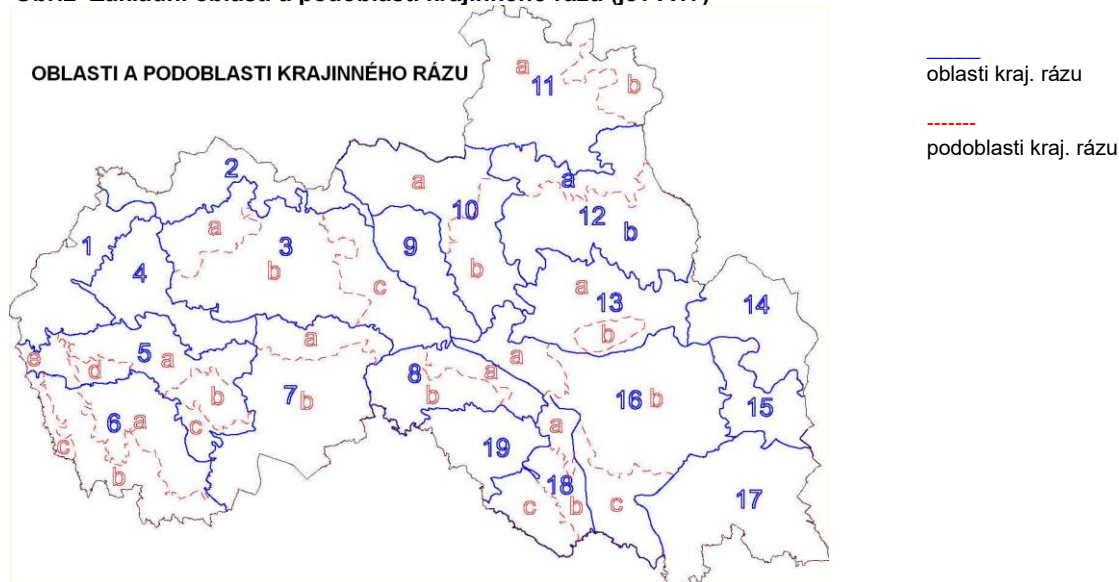 OBLASTI A PODOBLASTI KRAJINNÉHO RÁZU
oblasti kraj. rázu
-------
podoblasti kraj. rázu
a
11
b
2
a
a
10
12
b
1
a
3
9
4
b
c
b
a
13
14
b
5
a
e
d
a
8
a
b
7
b
b
16
b
15
6
a
c
a
c
19
b
18
c
b
c
17